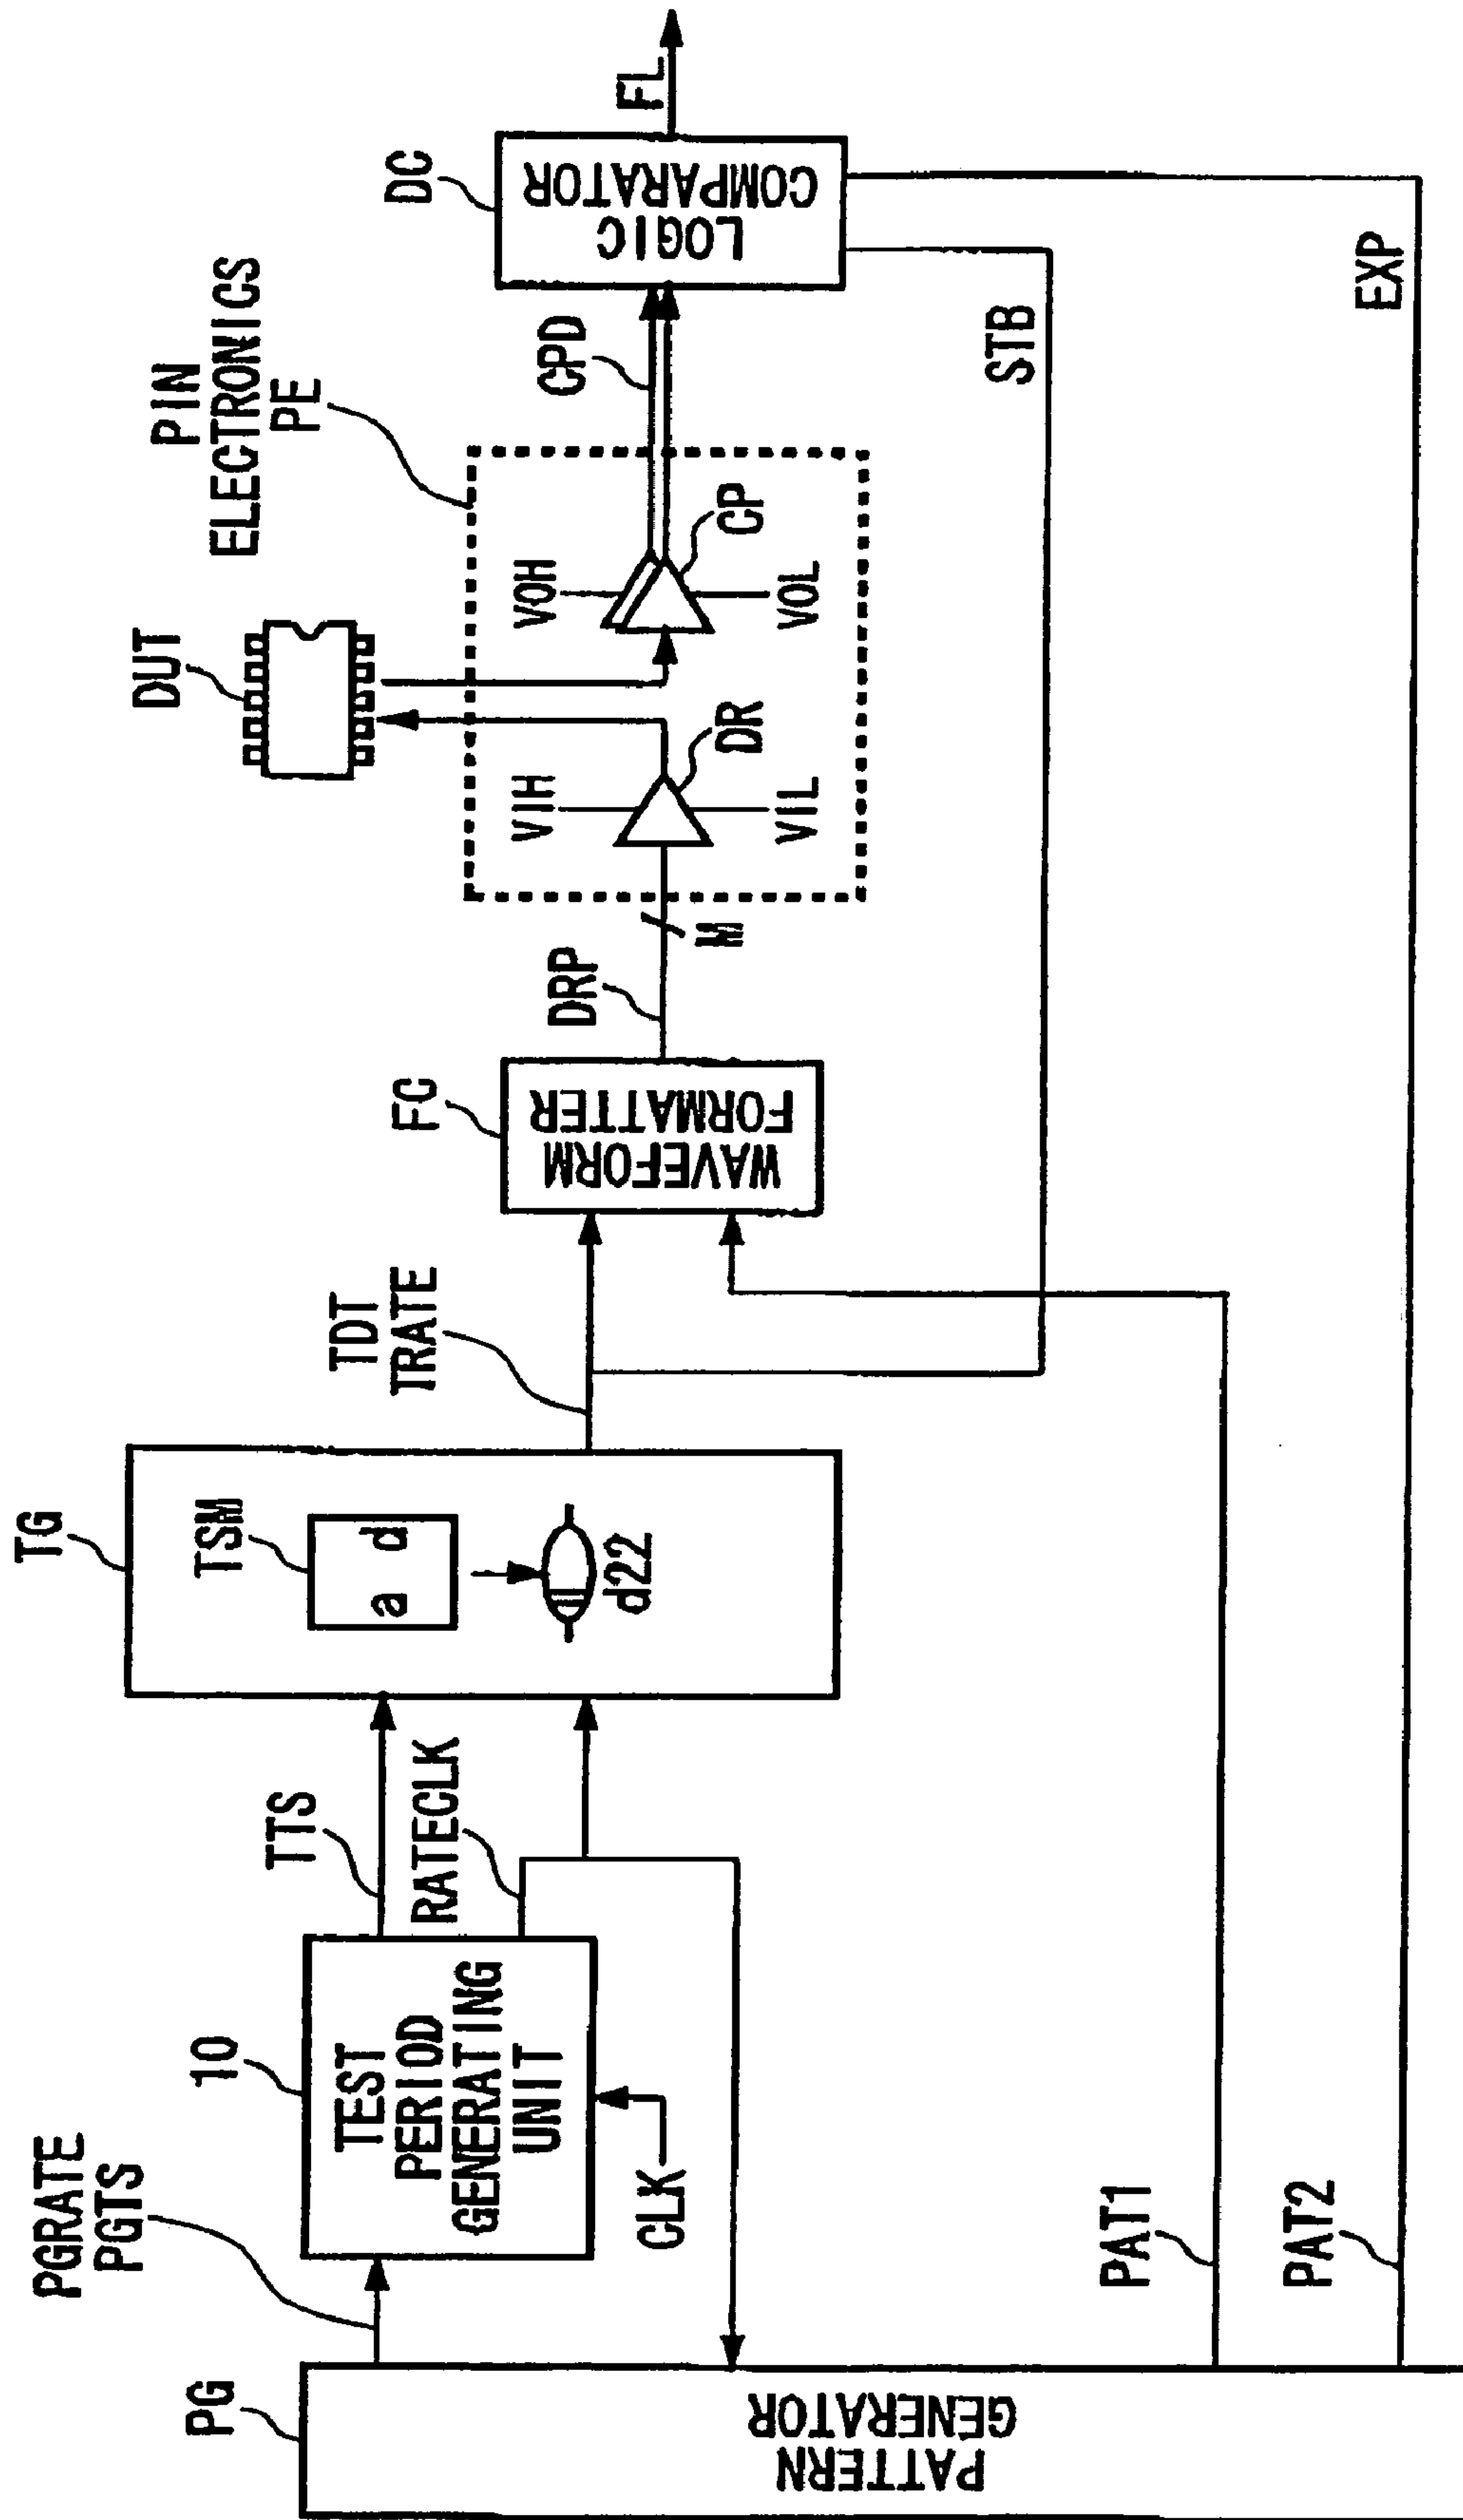 PG
PATTERN
GENERATOR
PGRATE
PGTS
10
TEST
PERIOD
GENERATING
UNIT
CLK
TTS
RATECLK
TG
TSM
a d
d22
TDT
TRATE
FC
WAVEFORM
FORMATTER
DRP
M
DUT
PIN
ELECTRONICS
PE
VIH
DR
VIL
VOH
CP
VOL
CPD
DC
LOGIC
COMPARATOR
FL
STB
EXP
PAT1
PAT2